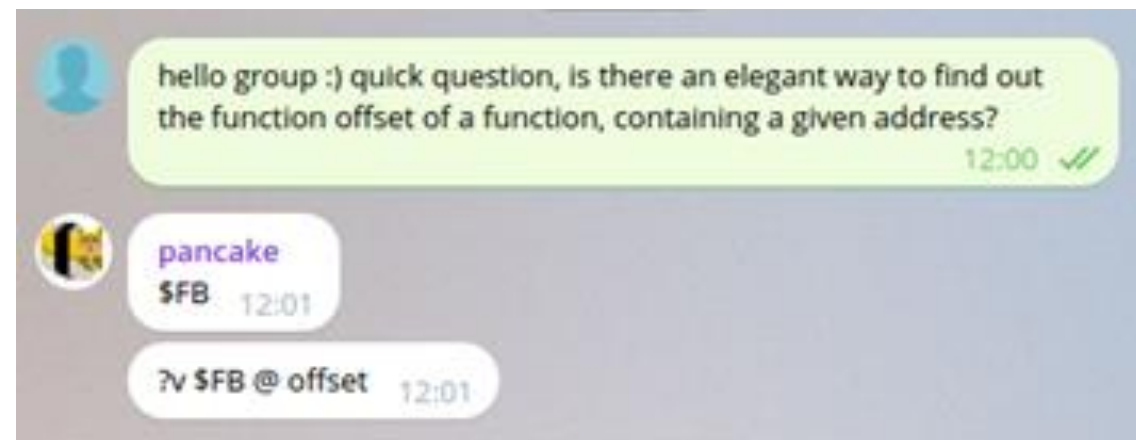 hello group :) quick question, is there an elegant way to find out
the function offset of a function, containing a given address?
12:00
pancake
$FB 12:01
?v $FB @ offset 12:01